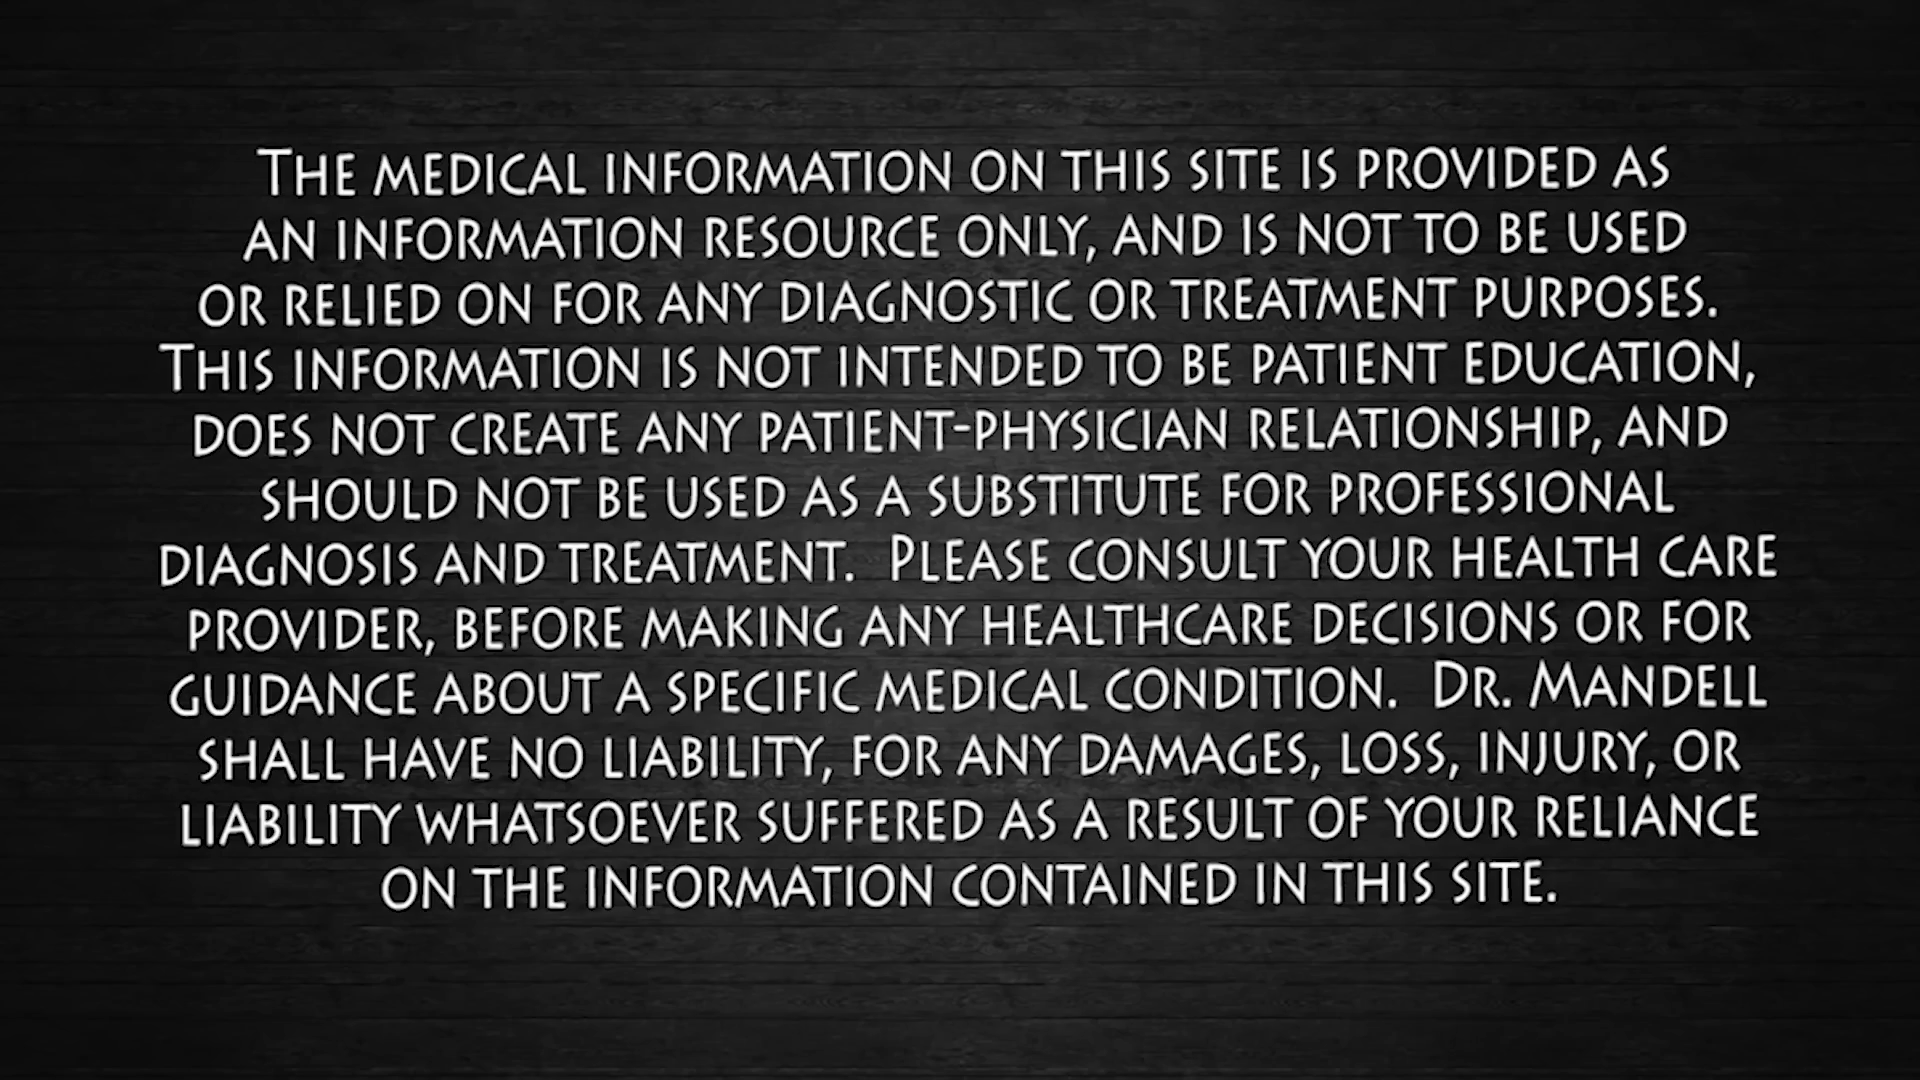 The medical information on this site is provided as
an information resource only, and is not to be used
or relied on for any diagnostic or treatment purposes.
This information is not intended to be patient education,
does not create any patient-physician relationship, and
should not be used as a substitute for professional
diagnosis and treatment.  Please consult your health care
provider, before making any healthcare decisions or for
guidance about a specific medical condition.  Dr. Mandell
shall have no liability, for any damages, loss, injury, or
liability whatsoever suffered as a result of your reliance
on the information contained in this site.